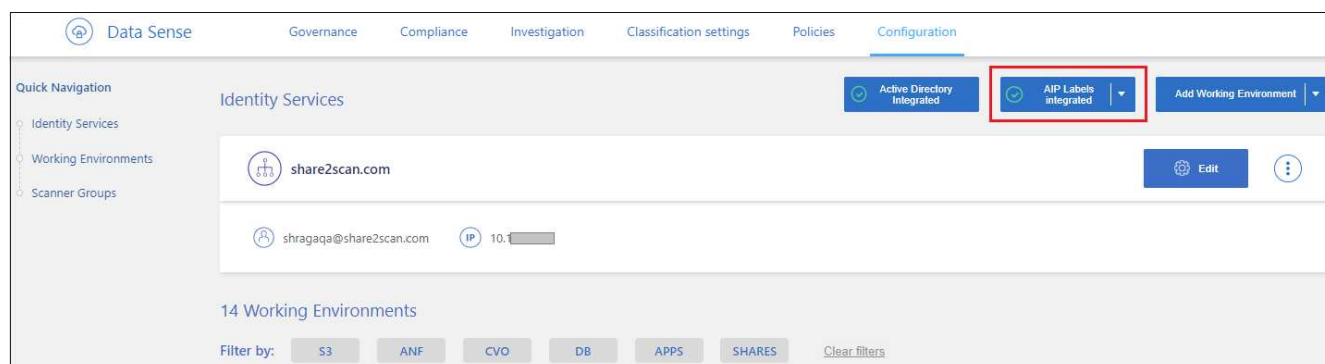 Data Sense Governance Compliance Investigation Classification settings Policies Configuration
Quick Navigation
Identity Services
Working Environments
Scanner Groups
Identity Services
Active Directory
Integrated
AIP Labels
integrated
Add Working Environment
share2scan.com
Edit
shragaqa@share2scan.com IP 10.1
14 Working Environments
Filter by: S3 ANF CVO DB APPS SHARES Clear filters